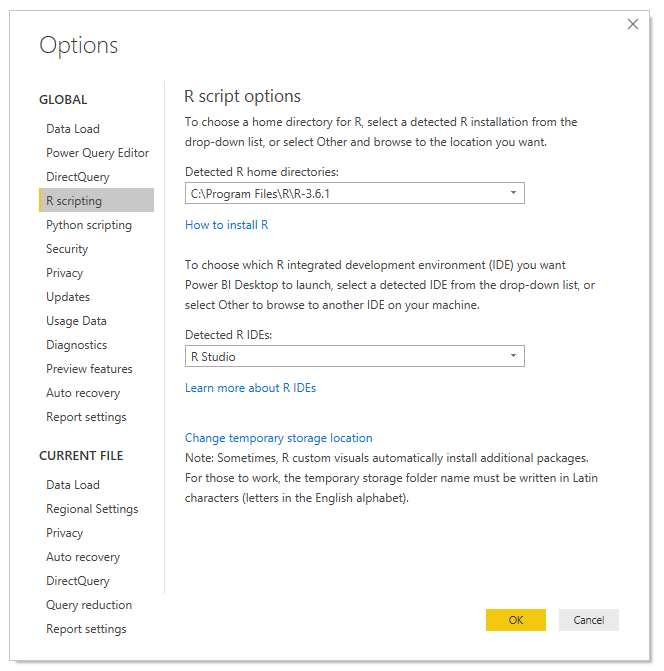 Options
GLOBAL
Data Load
Power Query Editor
DirectQuery
R scripting
Python scripting
Security
Privacy
Updates
Usage Data
Diagnostics
Preview features
Auto recovery
Report settings
CURRENT FILE
Data Load
Regional Settings
Privacy
Auto recovery
DirectQuery
Query reduction
Report settings
R script options
To choose a home directory for R, select a detected R installation from the
drop-down list, or select Other and browse to the location you want.
Detected R home directories:
C:\Program Files\R\R-3.6.1
How to install R
To choose which R integrated development environment (IDE) you want
Power BI Desktop to launch, select a detected IDE from the drop-down list, or
select Other to browse to another IDE on your machine.
Detected R IDEs:
R Studio
Learn more about R IDEs
Change temporary storage location
Note: Sometimes, R custom visuals automatically install additional packages.
For those to work, the temporary storage folder name must be written in Latin
characters (letters in the English alphabet).
OK
Cancel